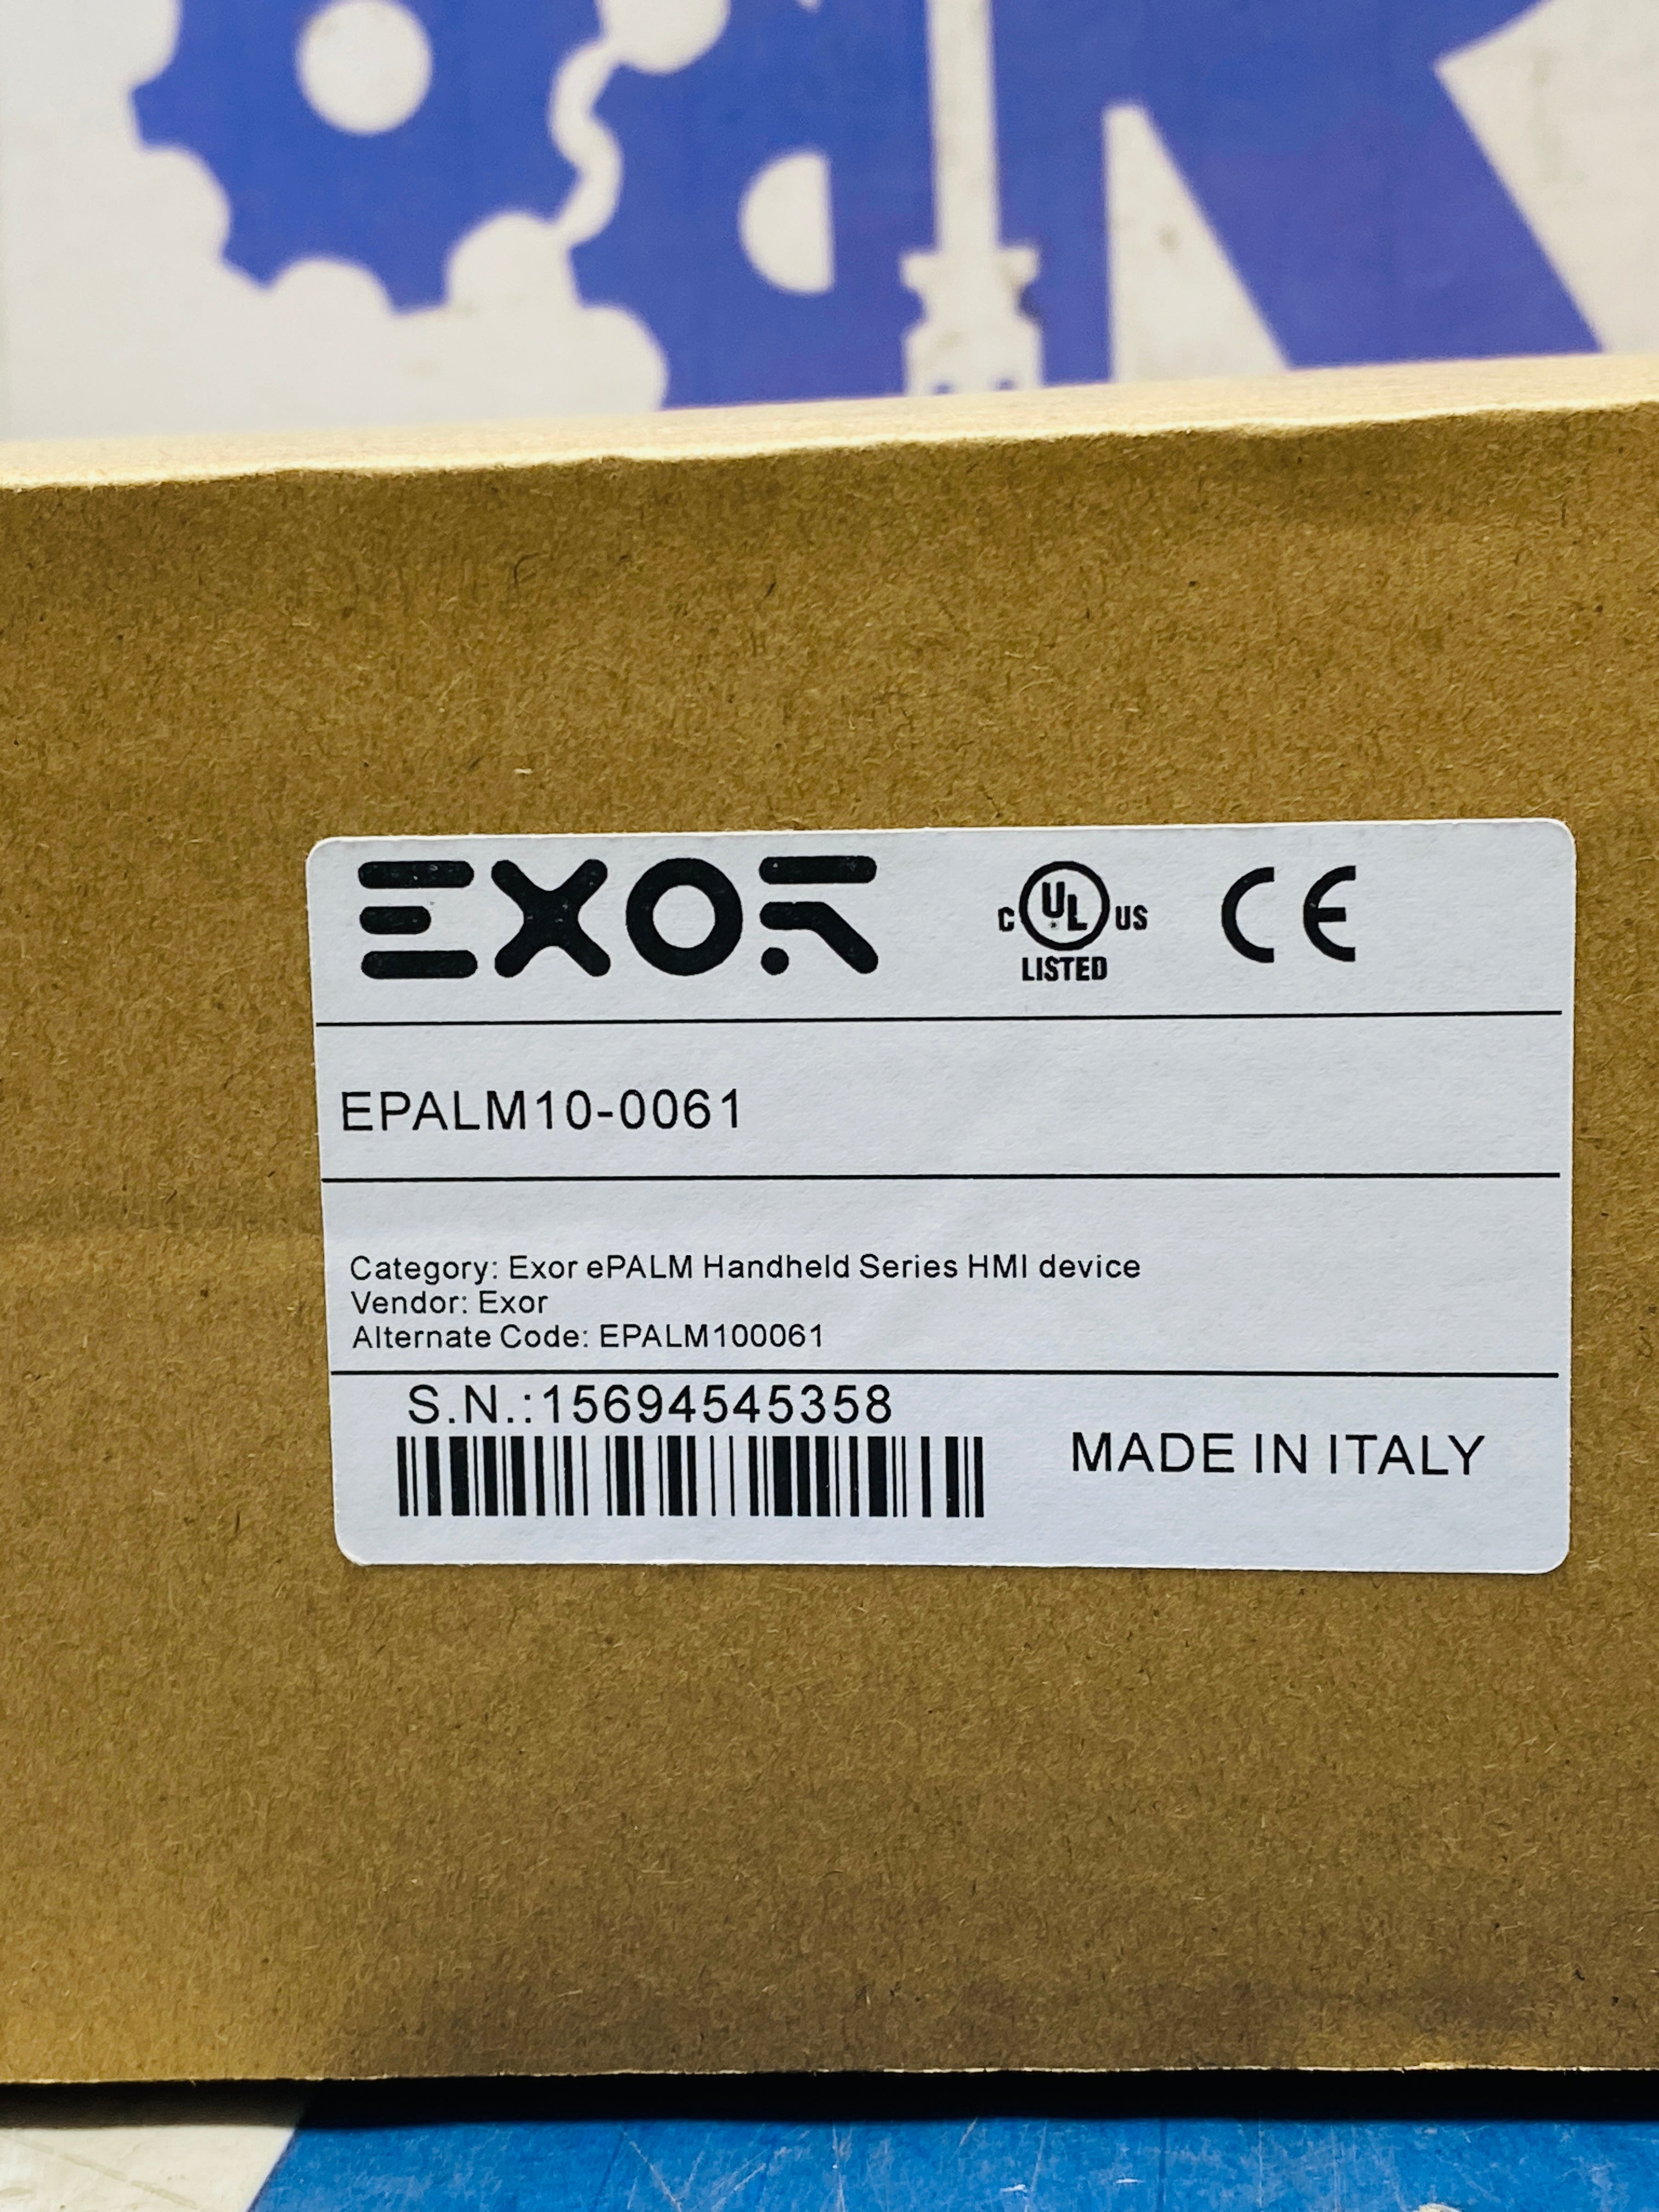 EXOR
C UL US
LISTED
CE
EPALM10-0061
Category: Exor ePALM Handheld Series HMI device
Vendor: Exor
Alternate Code: EPALM100061
S.N.:15694545358
MADE IN ITALY